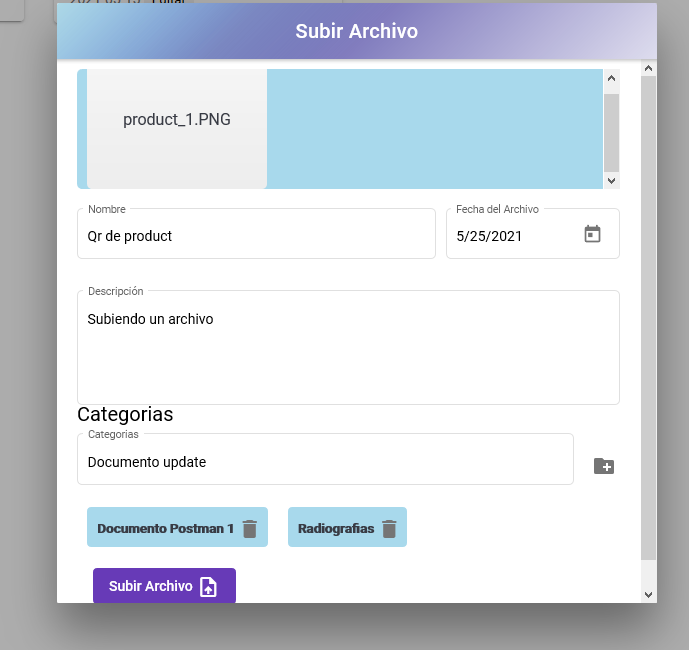 Subir Archivo
product_1.PNG
Nombre
Qr de product
Fecha del Archivo
5/25/2021
Descripción
Subiendo un archivo
Categorias
Categorias
Documento update
Documento Postman 1
Radiografias
Subir Archivo